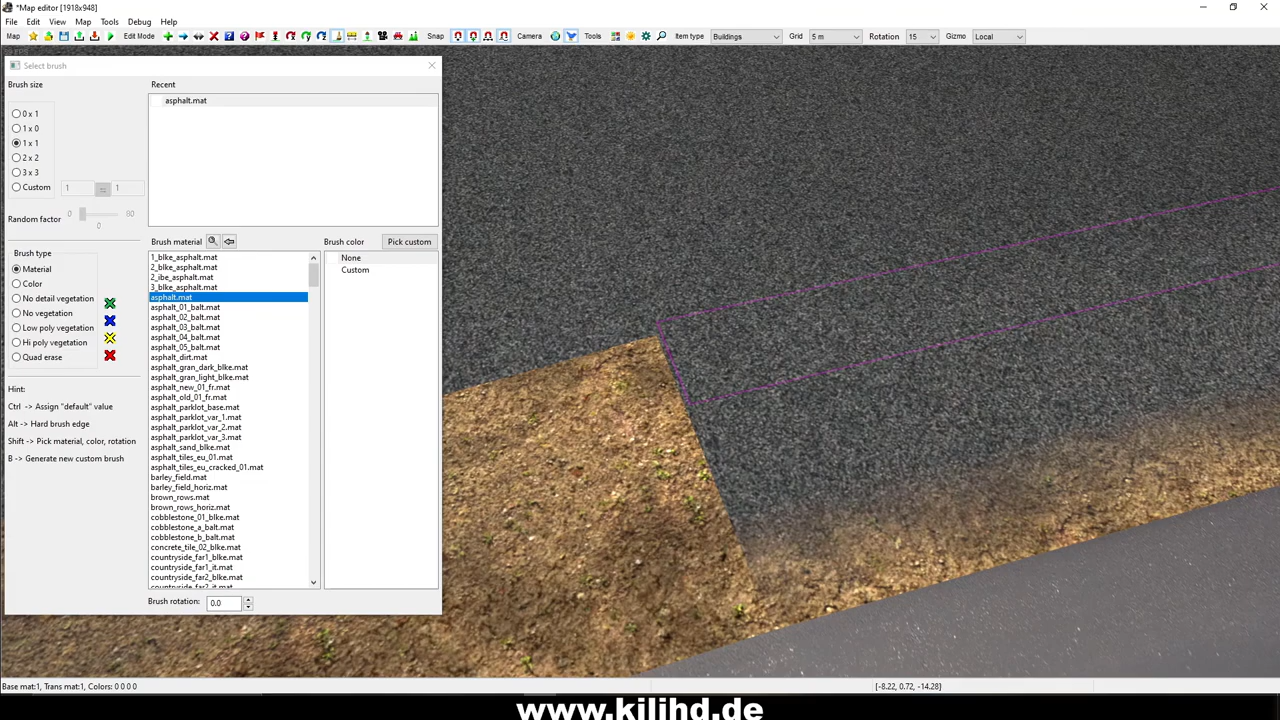 *Map editor [1918x948]
File Edit View Map Tools Debug Help
Map Edit Mode Snap Camera Tools Item type Buildings Grid 5 m Rotation 15 Gizmo Local
Select brush
Brush size
0 x 1
1 x 0
1 x 1
2 x 2
3 x 3
Custom 1 = 1
Random factor 0 80
0
Brush type
Material
Color
No detail vegetation
No vegetation
Low poly vegetation
Hi poly vegetation
Quad erase
Hint:
Ctrl -> Assign "default" value
Alt -> Hard brush edge
Shift -> Pick material, color, rotation
B -> Generate new custom brush
Recent
asphalt.mat
Brush material
1_blke_asphalt.mat
2_blke_asphalt.mat
2_ibe_asphalt.mat
3_blke_asphalt.mat
asphalt.mat
asphalt_01_balt.mat
asphalt_02_balt.mat
asphalt_03_balt.mat
asphalt_04_balt.mat
asphalt_05_balt.mat
asphalt_dirt.mat
asphalt_gran_dark_blke.mat
asphalt_gran_light_blke.mat
asphalt_new_01_fr.mat
asphalt_old_01_fr.mat
asphalt_parklot_base.mat
asphalt_parklot_var_1.mat
asphalt_parklot_var_2.mat
asphalt_parklot_var_3.mat
asphalt_sand_blke.mat
asphalt_tiles_eu_01.mat
asphalt_tiles_eu_cracked_01.mat
barley_field.mat
barley_field_horiz.mat
brown_rows.mat
brown_rows_horiz.mat
cobblestone_01_blke.mat
cobblestone_a_balt.mat
cobblestone_b_balt.mat
concrete_tile_02_blke.mat
countryside_far1_blke.mat
countryside_far1_it.mat
countryside_far2_blke.mat
countryside_far2_it.mat
Brush color Pick custom
None
Custom
Brush rotation: 0.0
Base mat:1, Trans mat:1, Colors: 0 0 0 0
[-8.22, 0.72, -14.28]
www.kilihd.de